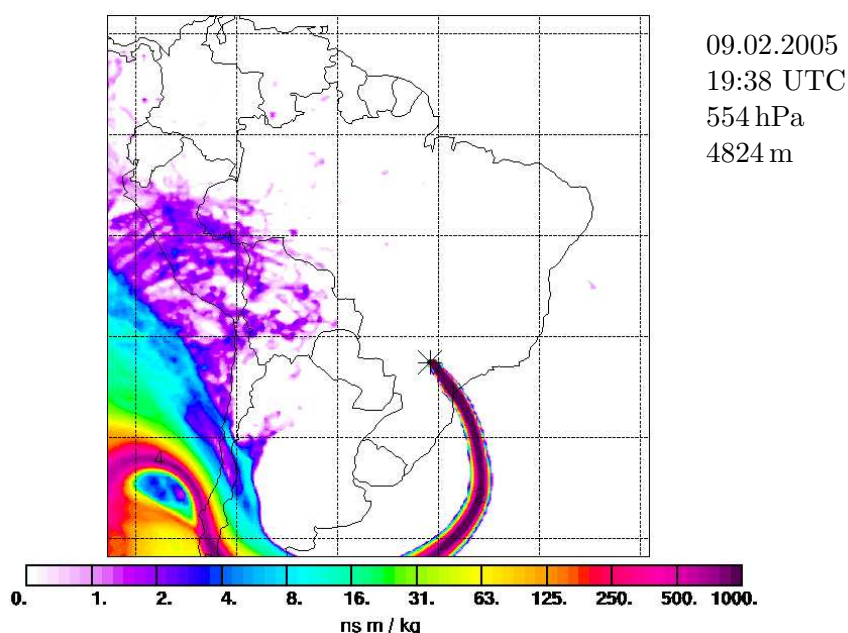 09.02.2005
19:38 UTC
554 hPa
4824 m
4
0. 1. 2. 4. 8. 16. 31. 63. 125. 250. 500. 1000.
ns m / kg